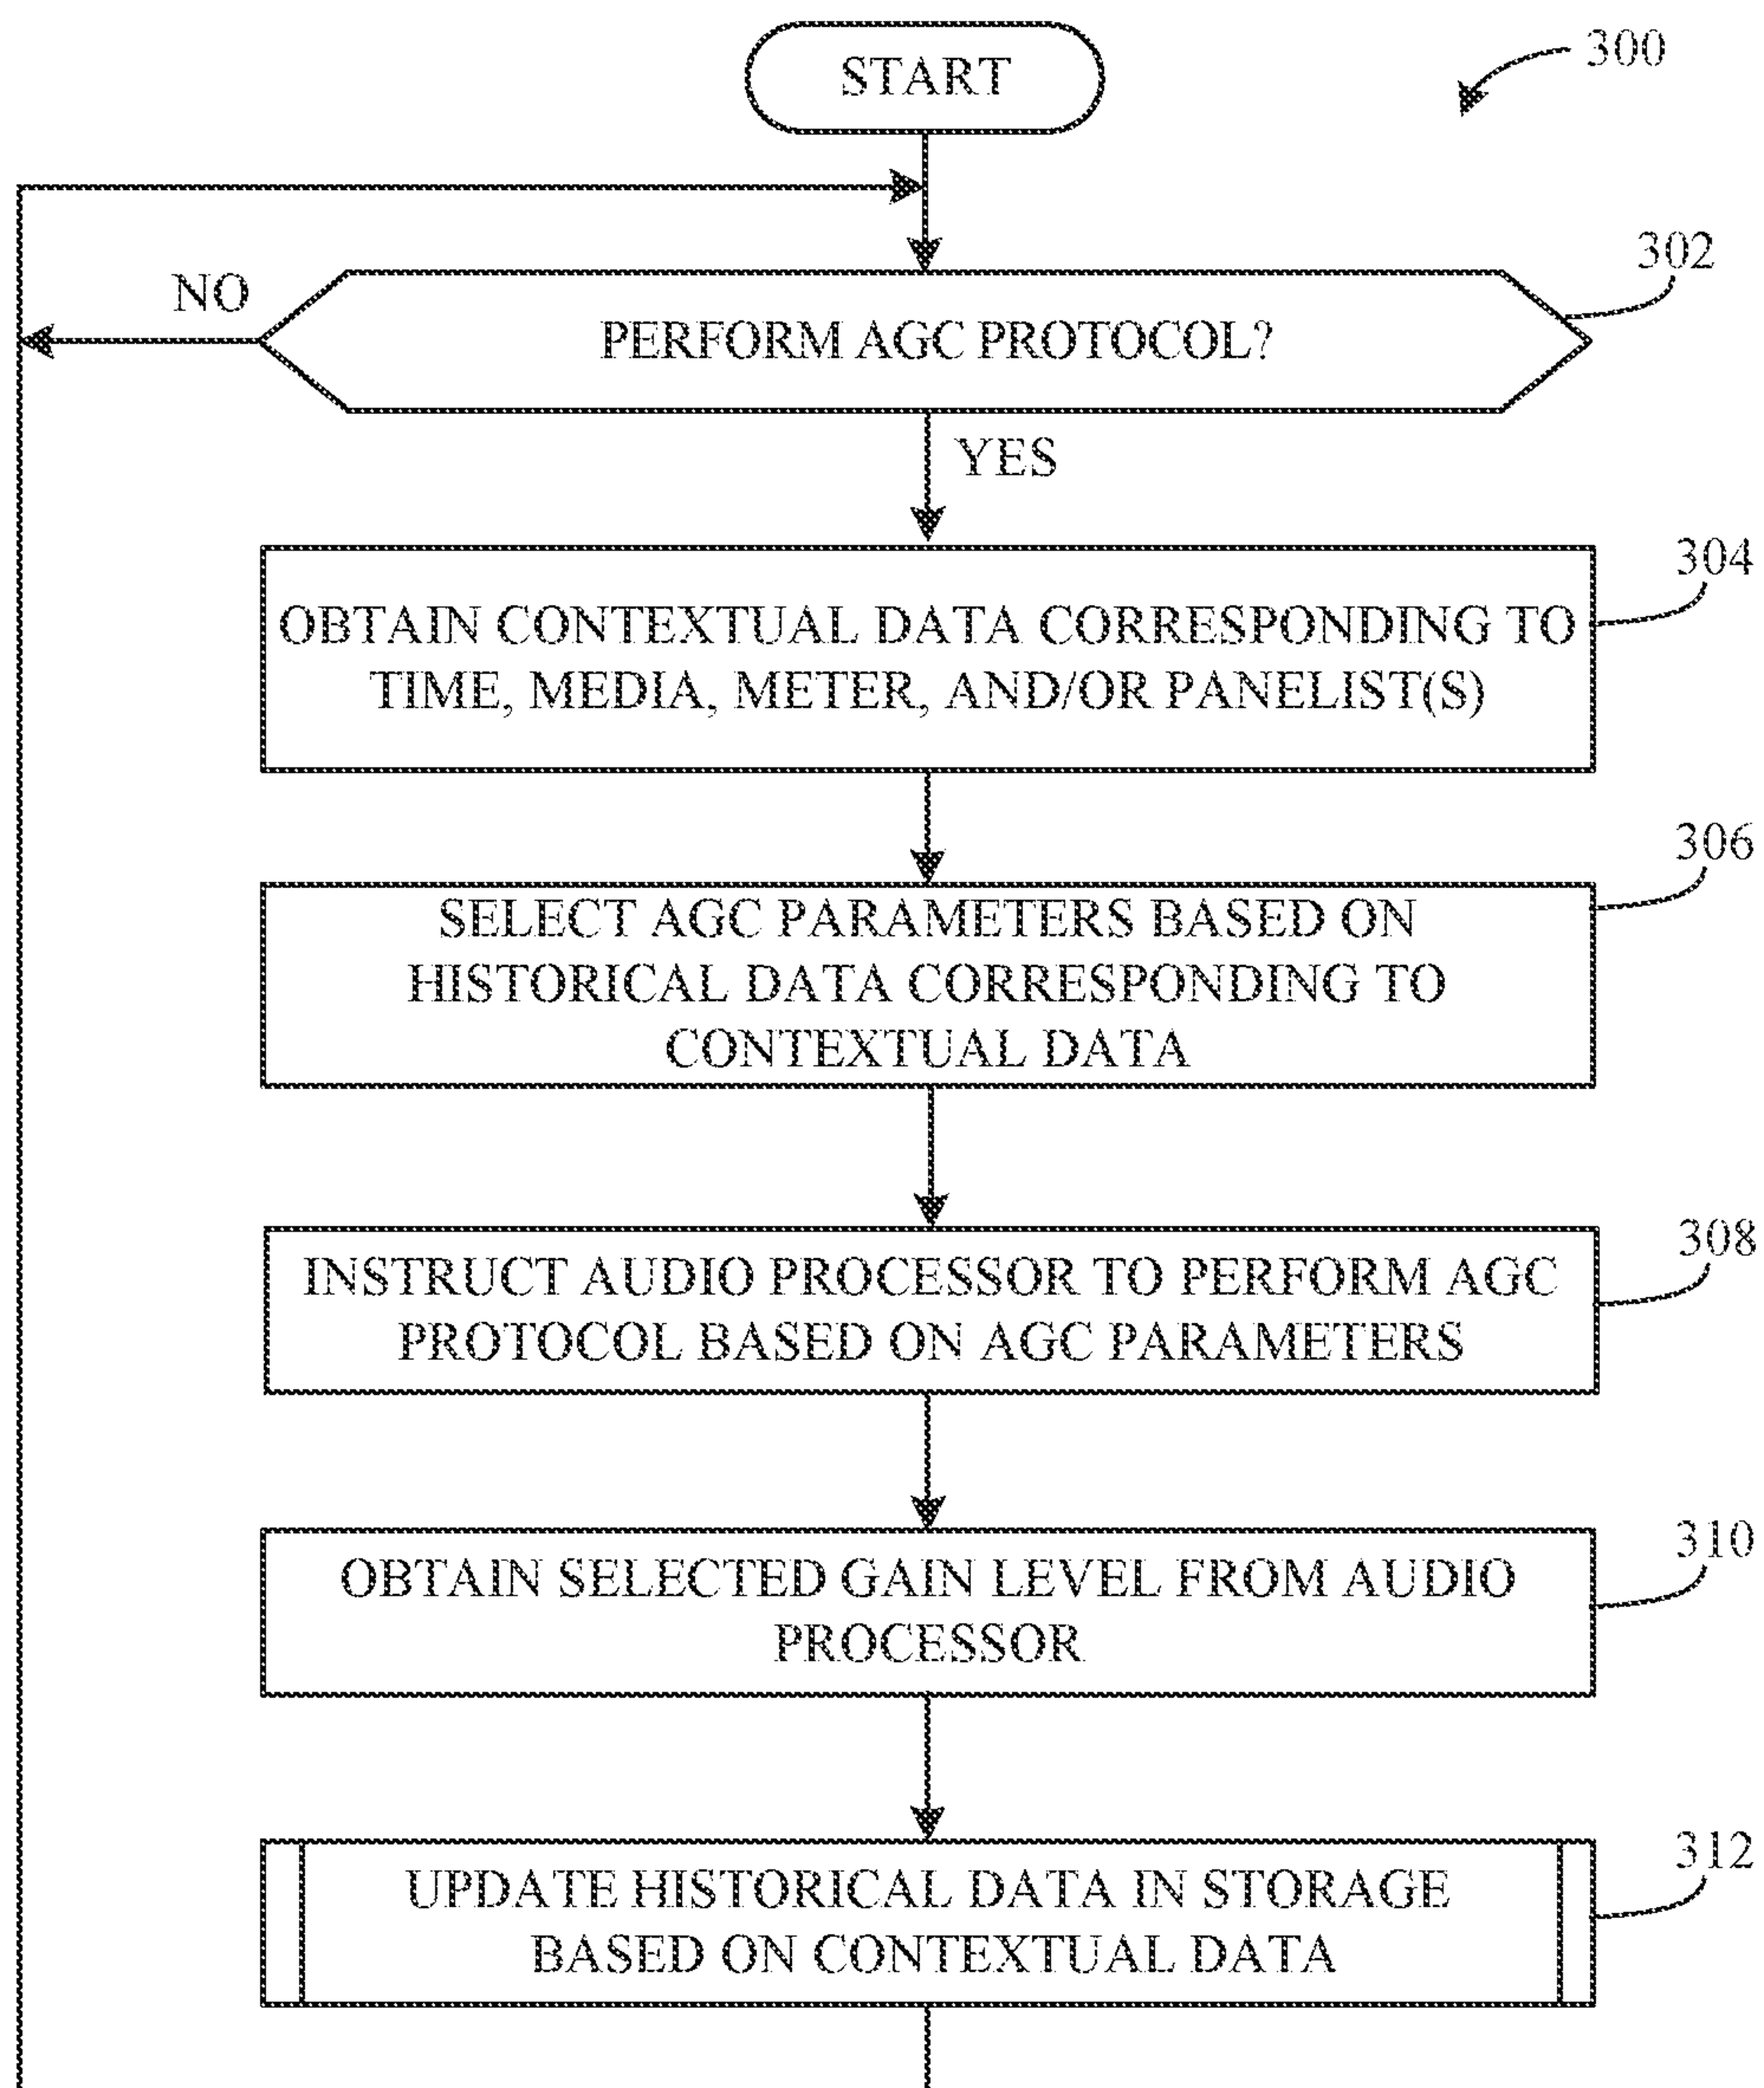 START
300
302
NO
PERFORM AGC PROTOCOL?
YES
304
OBTAIN CONTEXTUAL DATA CORRESPONDING TO
TIME, MEDIA, METER, AND/OR PANELIST(S)
306
SELECT AGC PARAMETERS BASED ON
HISTORICAL DATA CORRESPONDING TO
CONTEXTUAL DATA
308
INSTRUCT AUDIO PROCESSOR TO PERFORM AGC
PROTOCOL BASED ON AGC PARAMETERS
310
OBTAIN SELECTED GAIN LEVEL FROM AUDIO
PROCESSOR
312
UPDATE HISTORICAL DATA IN STORAGE
BASED ON CONTEXTUAL DATA